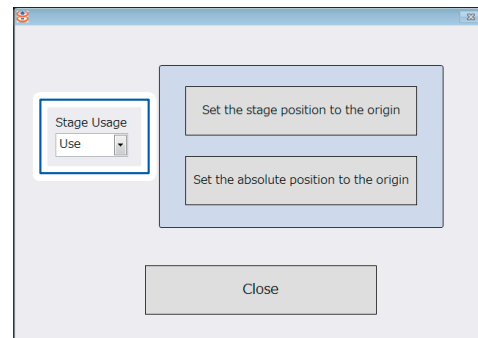 Stage Usage
Use
Set the stage position to the origin
Set the absolute position to the origin
Close